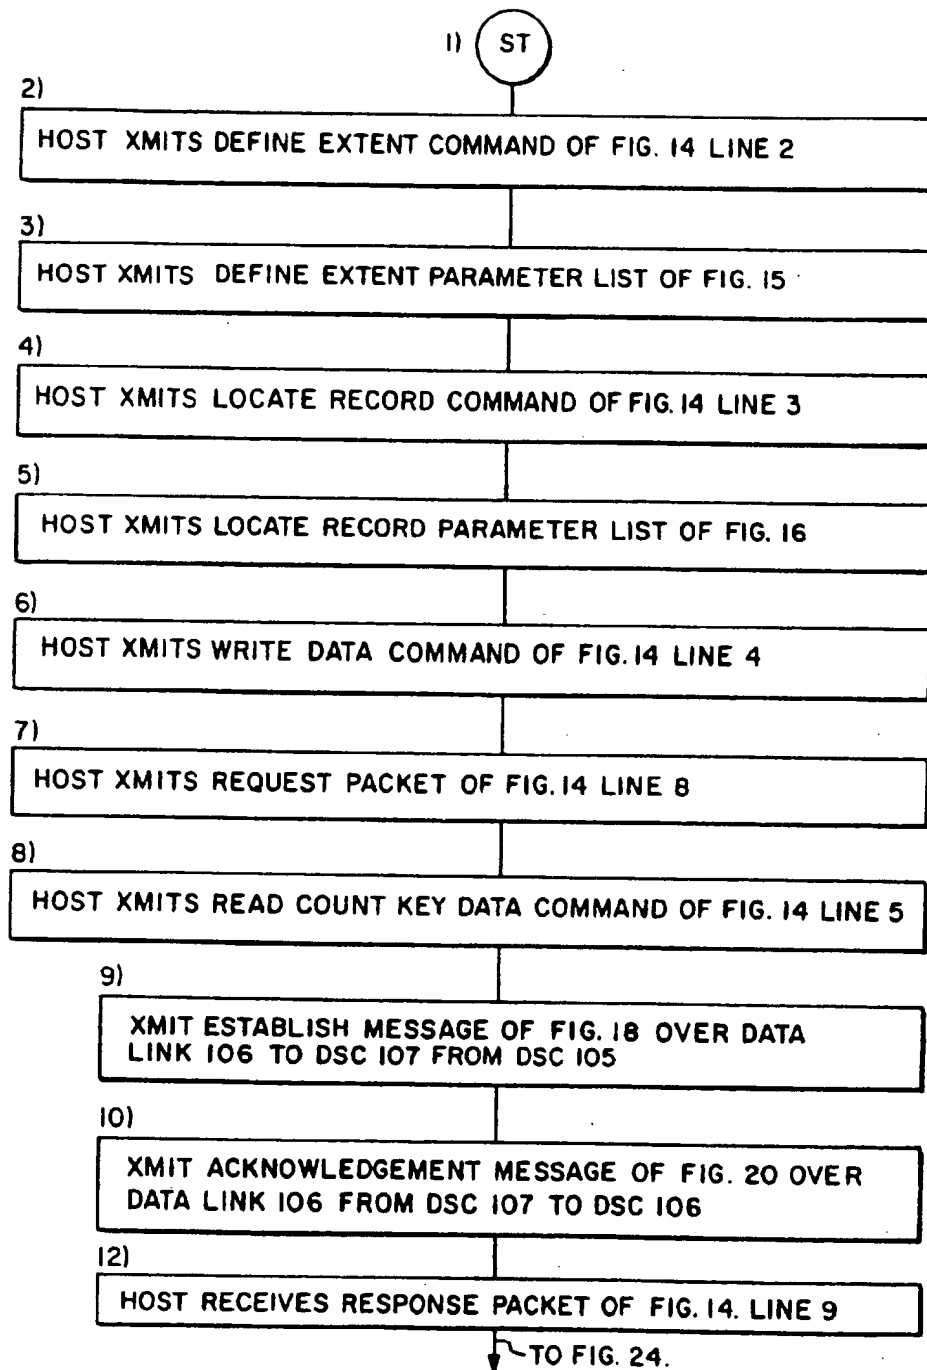 1) ST
2)
HOST XMITS DEFINE EXTENT COMMAND OF FIG. 14 LINE 2
3)
HOST XMITS DEFINE EXTENT PARAMETER LIST OF FIG. 15
4)
HOST XMITS LOCATE RECORD COMMAND OF FIG. 14 LINE 3
5)
HOST XMITS LOCATE RECORD PARAMETER LIST OF FIG. 16
6)
HOST XMITS WRITE DATA COMMAND OF FIG. 14 LINE 4
7)
HOST XMITS REQUEST PACKET OF FIG. 14 LINE 8
8)
HOST XMITS READ COUNT KEY DATA COMMAND OF FIG. 14 LINE 5
9)
XMIT ESTABLISH MESSAGE OF FIG. 18 OVER DATA
LINK 106 TO DSC 107 FROM DSC 105
10)
XMIT ACKNOWLEDGEMENT MESSAGE OF FIG. 20 OVER
DATA LINK 106 FROM DSC 107 TO DSC 106
12)
HOST RECEIVES RESPONSE PACKET OF FIG. 14. LINE 9
TO FIG. 24.